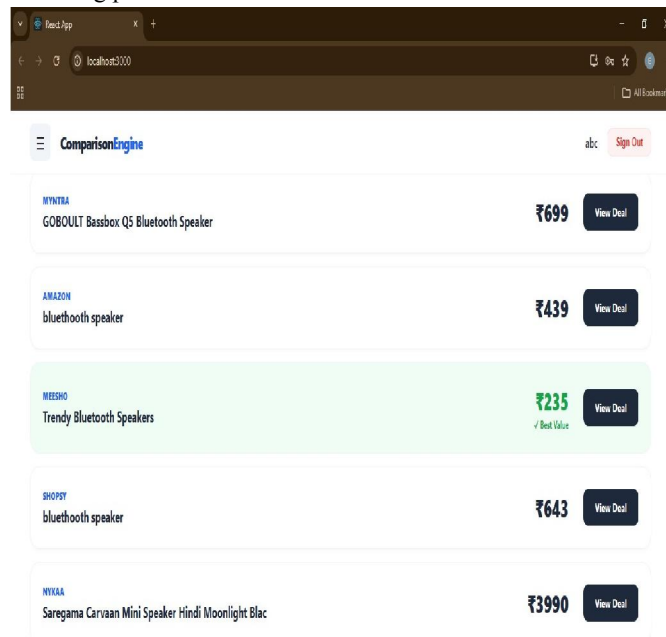 React App
localhost:3000
All Bookmar
ComparisonEngine
abc
Sign Out
MYNTRA
GOBOULT Bassbox Q5 Bluetooth Speaker
₹699
View Deal
AMAZON
bluethooth speaker
₹439
View Deal
MEESHO
Trendy Bluetooth Speakers
₹235
√ Best Value
View Deal
SHOPSY
bluethooth speaker
₹643
View Deal
NYKAA
Saregama Carvaan Mini Speaker Hindi Moonlight Blac
₹3990
View Deal